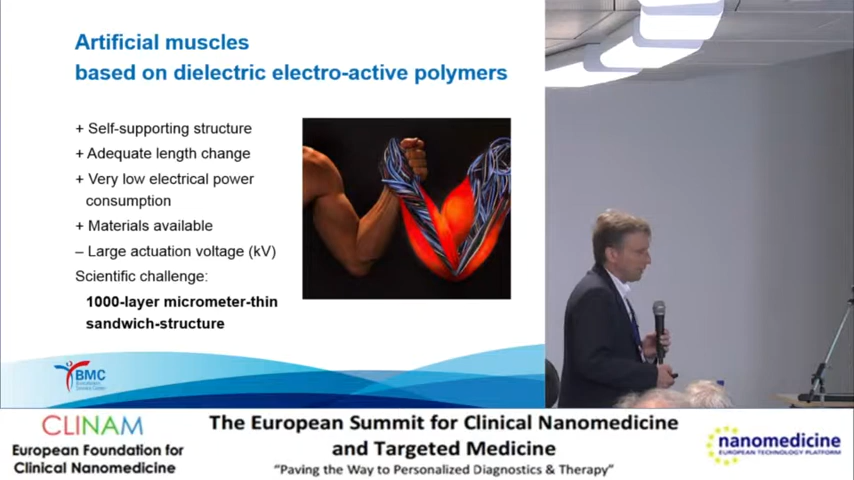 Artificial muscles
based on dielectric electro-active polymers
+ Self-supporting structure
+ Adequate length change
+ Very low electrical power
consumption
+ Materials available
– Large actuation voltage (kV)
Scientific challenge:
1000-layer micrometer-thin
sandwich-structure
BMC
CLINAM
European Foundation for
Clinical Nanomedicine
The European Summit for Clinical Nanomedicine
and Targeted Medicine
“Paving the Way to Personalized Diagnostics & Therapy”
nanomedicine
EUROPEAN TECHNOLOGY PLATFORM